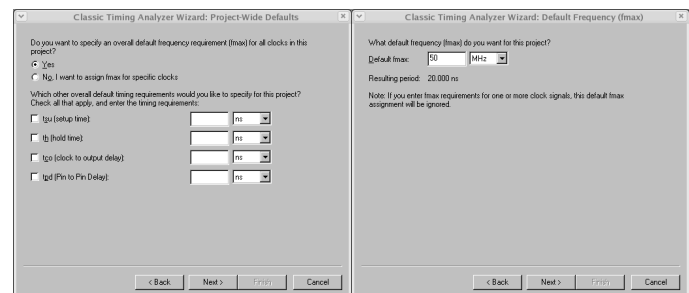 Classic Timing Analyzer Wizard: Project-Wide Defaults
Do you want to specify an overall default frequency requirement (fmax) for all clocks in this
project?
Yes
No, I want to assign fmax for specific clocks
Which other overall default timing requirements would you like to specify for this project?
Check all that apply, and enter the timing requirements:
tsu (setup time): ns
th (hold time): ns
tco (clock to output delay): ns
tpd (Pin to Pin Delay): ns
< Back Next > Finish Cancel
Classic Timing Analyzer Wizard: Default Frequency (fmax)
What default frequency (fmax) do you want for this project?
Default fmax: 50 MHz
Resulting period: 20.000 ns
Note: If you enter fmax requirements for one or more clock signals, this default fmax
assignment will be ignored.
< Back Next > Finish Cancel